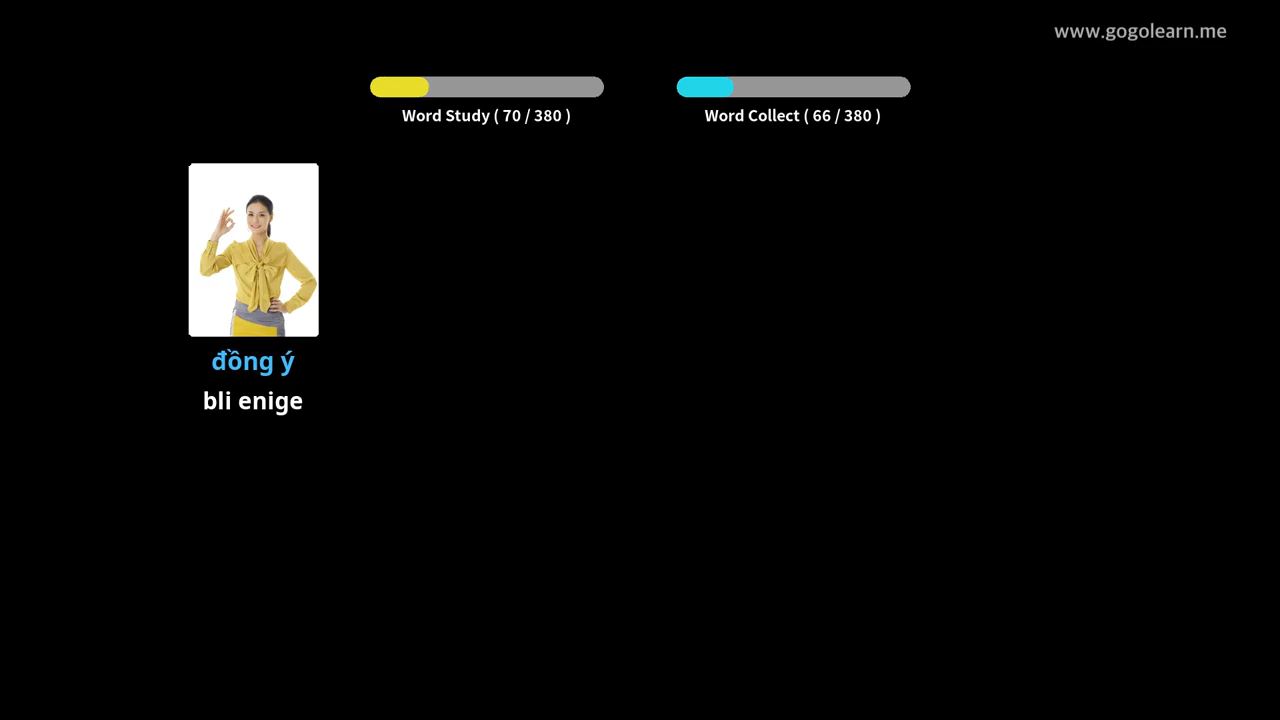 www.gogolearn.me
Word Study ( 70 / 380 )
Word Collect ( 66 / 380 )
đồng ý
bli enige